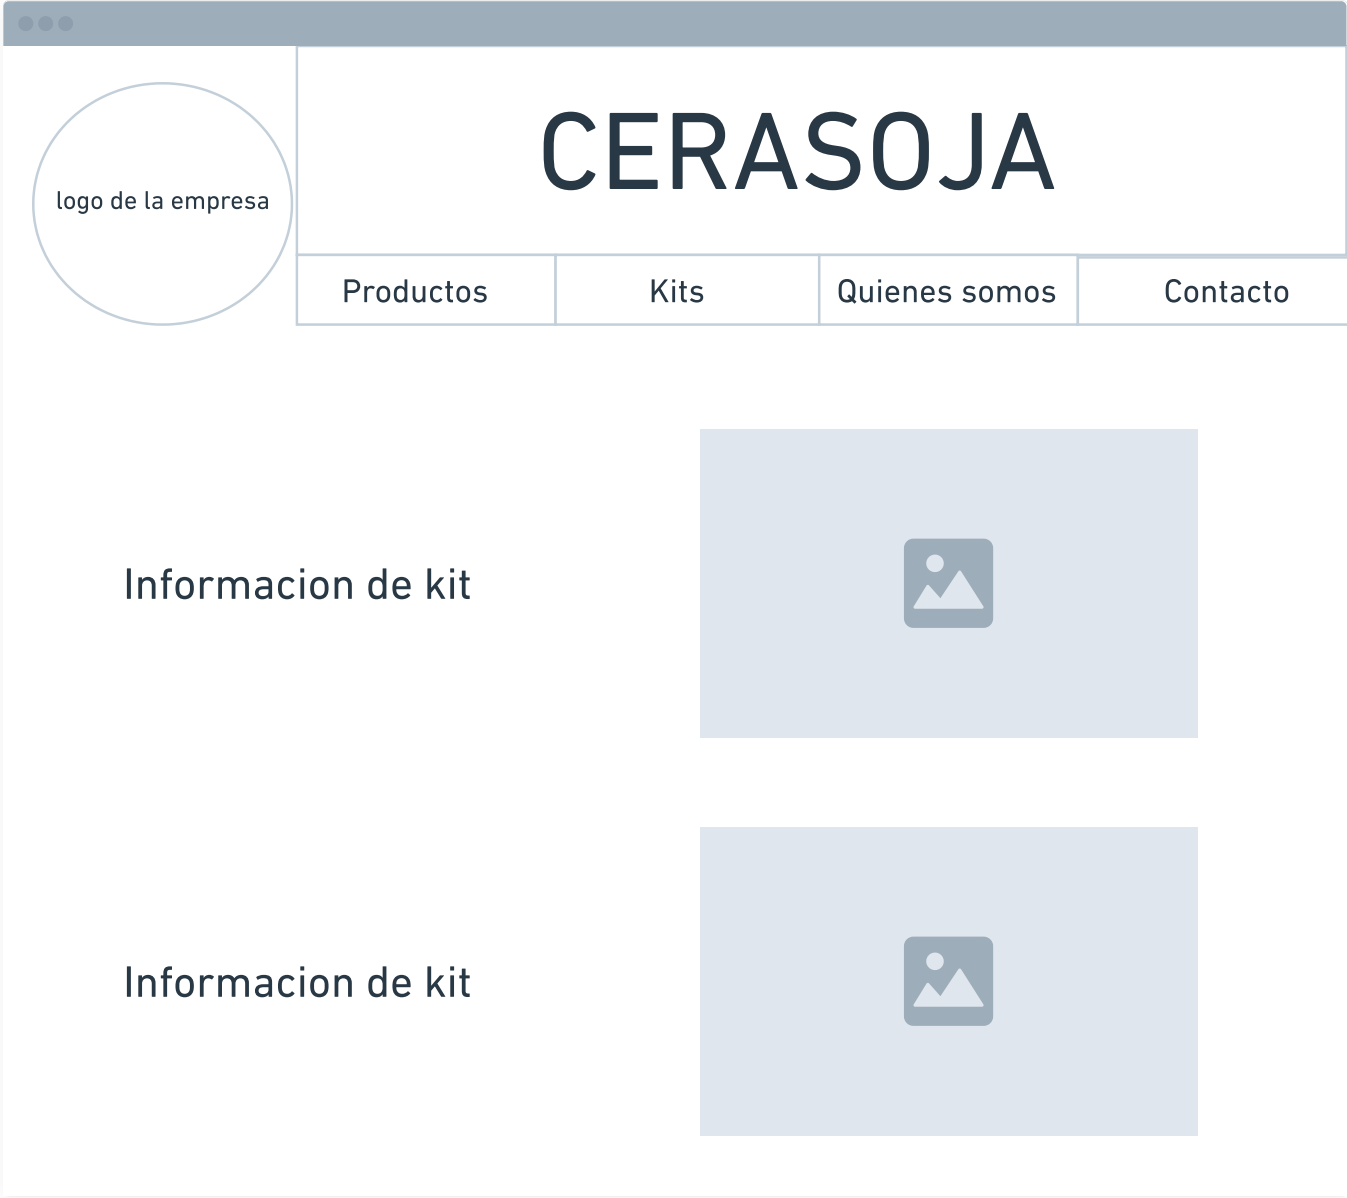 CERASOJA
logo de la empresa
Productos
Kits
Quienes somos
Contacto
Informacion de kit
Informacion de kit